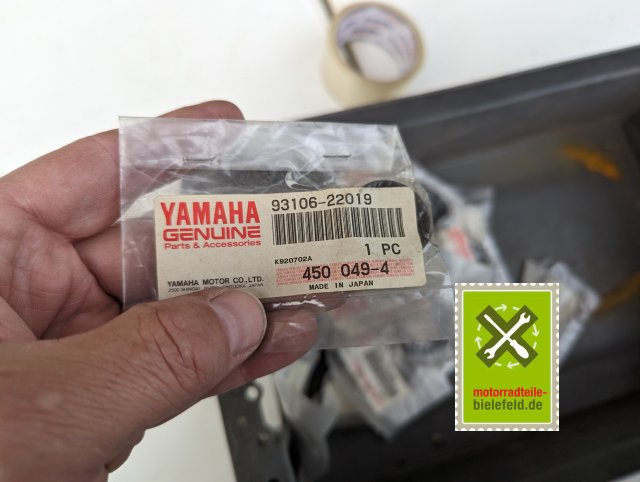 YAMAHA
GENUINE
Parts & Accessories
93106-22019
1 PC
K920702A
450 049-4
YAMAHA MOTOR CO., LTD.
MADE IN JAPAN
motorradteile-
bielefeld.de